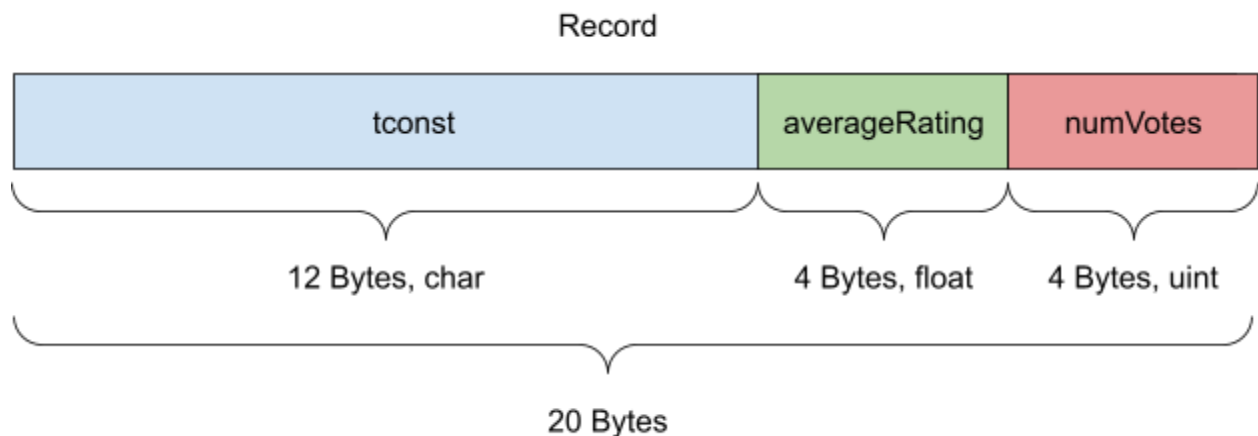 Record
tconst averageRating numVotes
12 Bytes, char 4 Bytes, float 4 Bytes, uint
20 Bytes